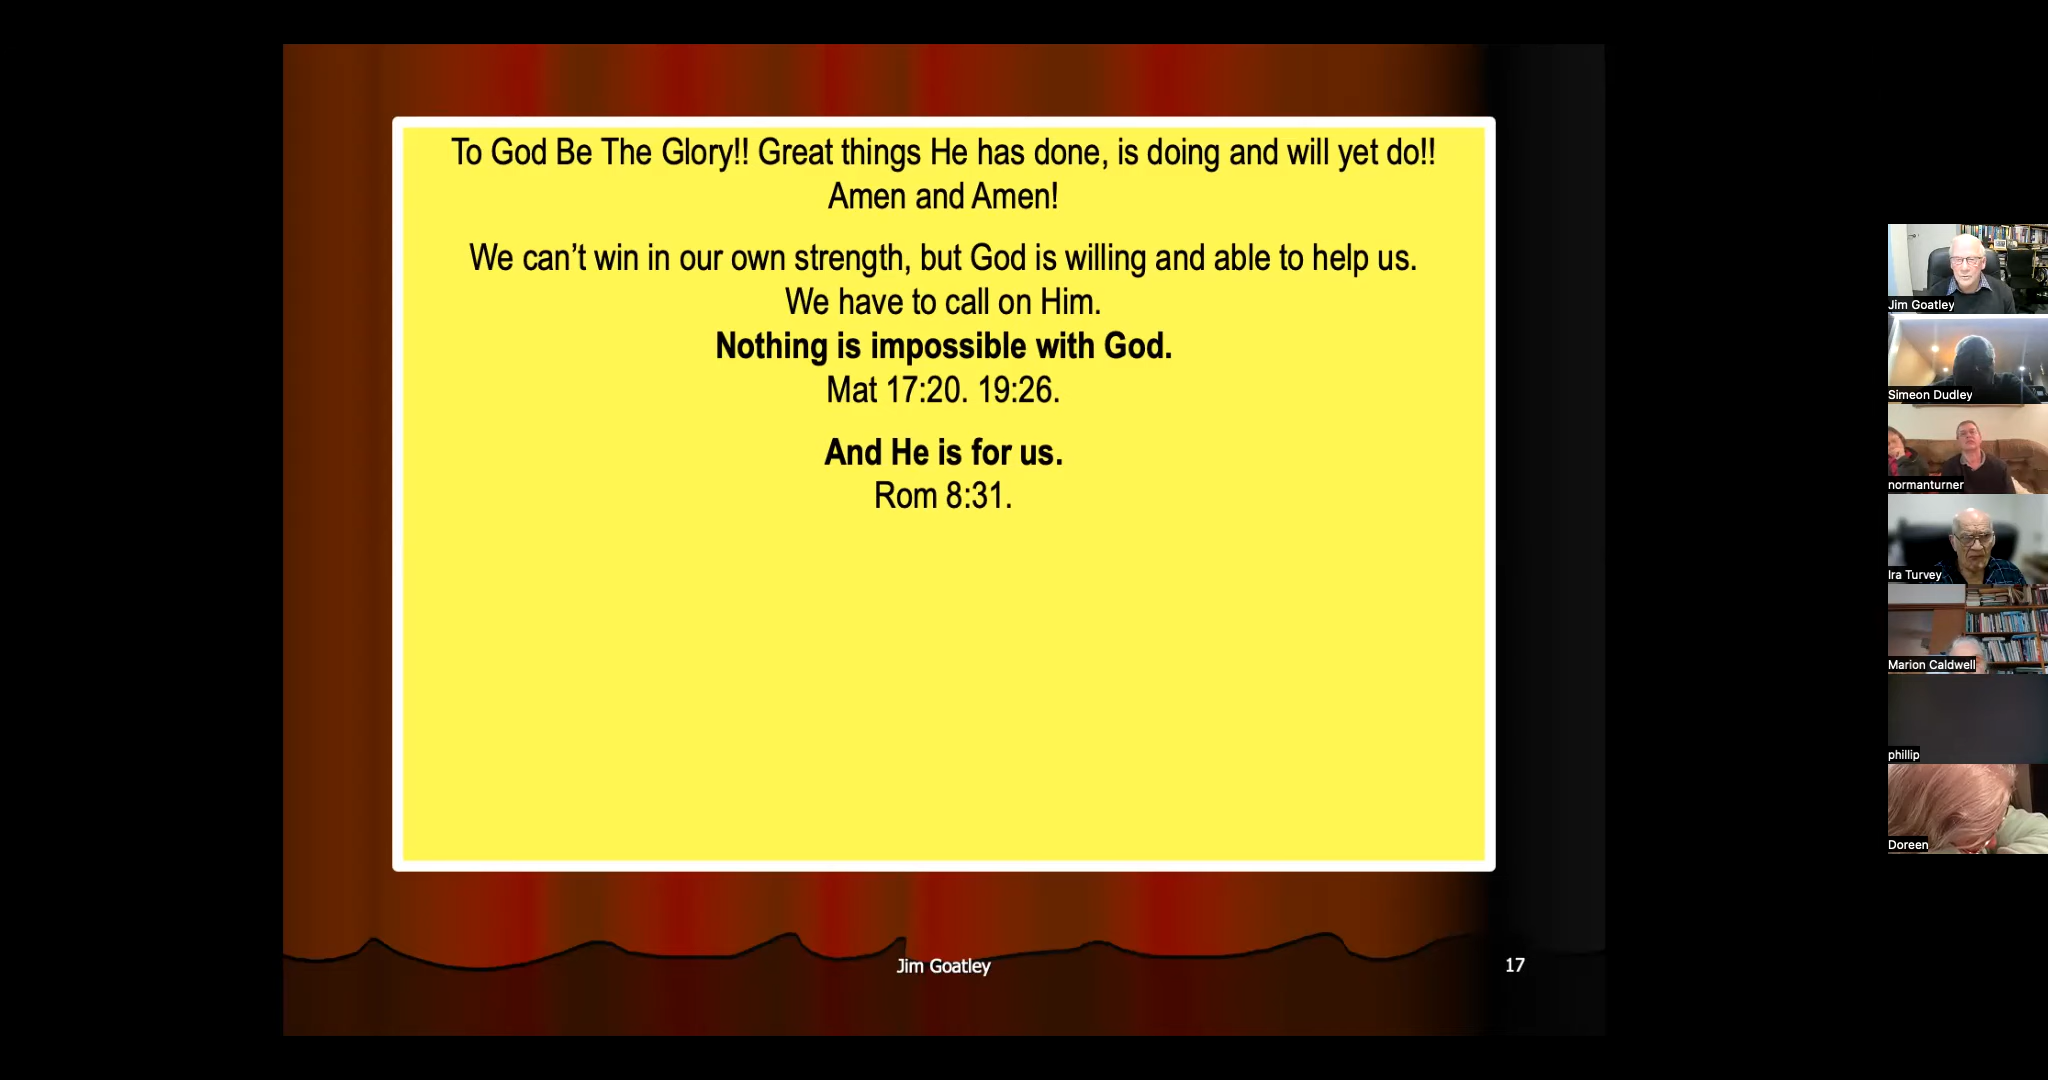 To God Be The Glory!! Great things He has done, is doing and will yet do!!
Amen and Amen!
We can’t win in our own strength, but God is willing and able to help us.
We have to call on Him.
Nothing is impossible with God.
Mat 17:20. 19:26.
And He is for us.
Rom 8:31.
Jim Goatley
17
Jim Goatley
Simeon Dudley
normanturner
Ira Turvey
Marion Caldwell
phillip
Doreen